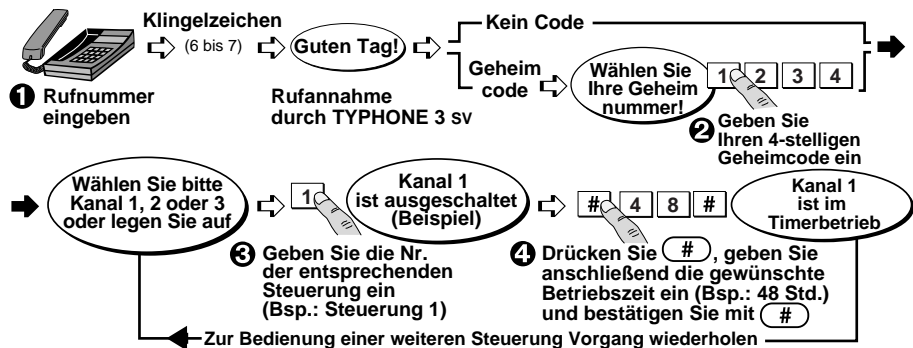 Klingelzeichen
(6 bis 7)
Guten Tag!
Kein Code
Geheim
code
Wählen Sie
Ihre Geheim
nummer!
1 2 3 4
1 Rufnummer
eingeben
Rufannahme
durch TYPHONE 3 SV
2 Geben Sie
Ihren 4-stelligen
Geheimcode ein
Wählen Sie bitte
Kanal 1, 2 oder 3
oder legen Sie auf
1
Kanal 1
ist ausgeschaltet
(Beispiel)
# 4 8 #
Kanal 1
ist im
Timerbetrieb
3 Geben Sie die Nr.
der entsprechenden
Steuerung ein
(Bsp.: Steuerung 1)
4 Drücken Sie #, geben Sie
anschließend die gewünschte
Betriebszeit ein (Bsp.: 48 Std.)
und bestätigen Sie mit #
Zur Bedienung einer weiteren Steuerung Vorgang wiederholen